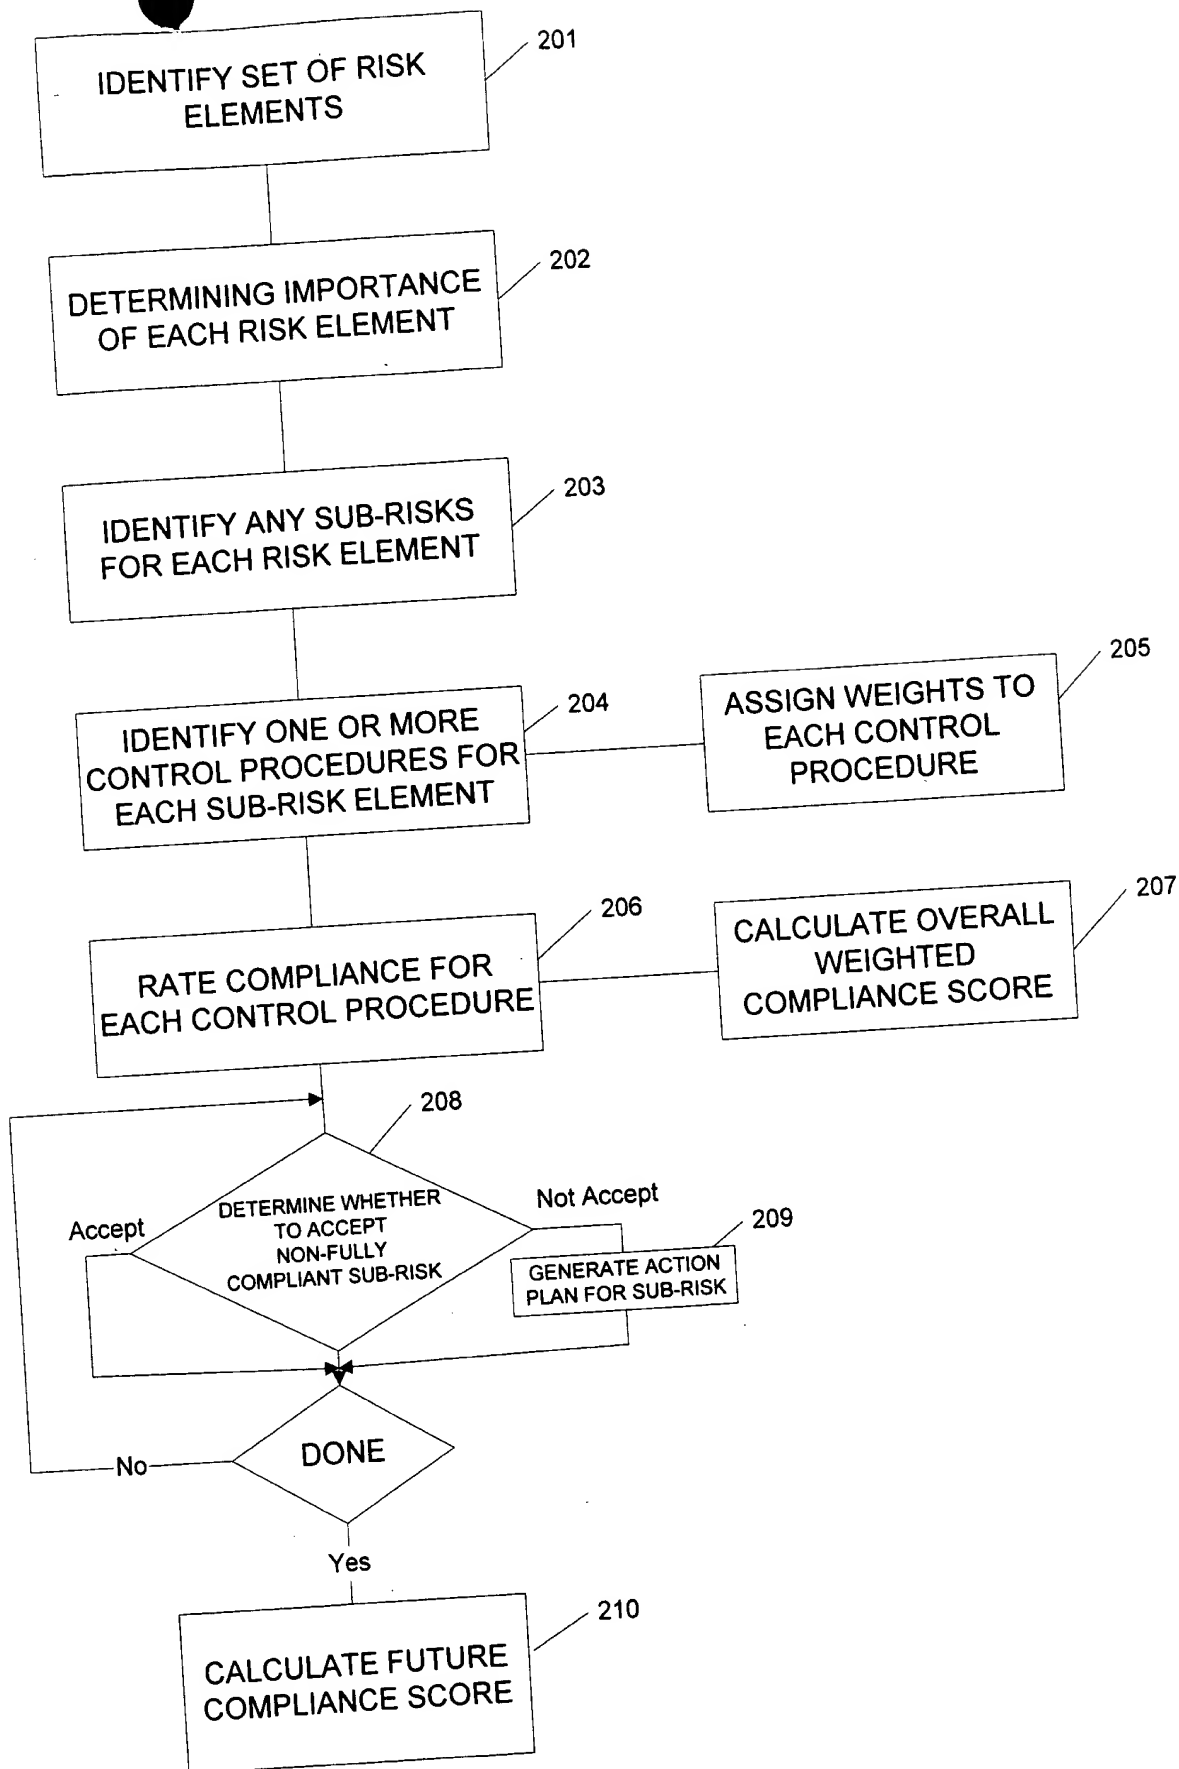 201
IDENTIFY SET OF RISK
ELEMENTS
202
DETERMINING IMPORTANCE
OF EACH RISK ELEMENT
203
IDENTIFY ANY SUB-RISKS
FOR EACH RISK ELEMENT
204
IDENTIFY ONE OR MORE
CONTROL PROCEDURES FOR
EACH SUB-RISK ELEMENT
205
ASSIGN WEIGHTS TO
EACH CONTROL
PROCEDURE
206
RATE COMPLIANCE FOR
EACH CONTROL PROCEDURE
207
CALCULATE OVERALL
WEIGHTED
COMPLIANCE SCORE
208
DETERMINE WHETHER
TO ACCEPT
NON-FULLY
COMPLIANT SUB-RISK
Accept
Not Accept
209
GENERATE ACTION
PLAN FOR SUB-RISK
DONE
No
Yes
210
CALCULATE FUTURE
COMPLIANCE SCORE